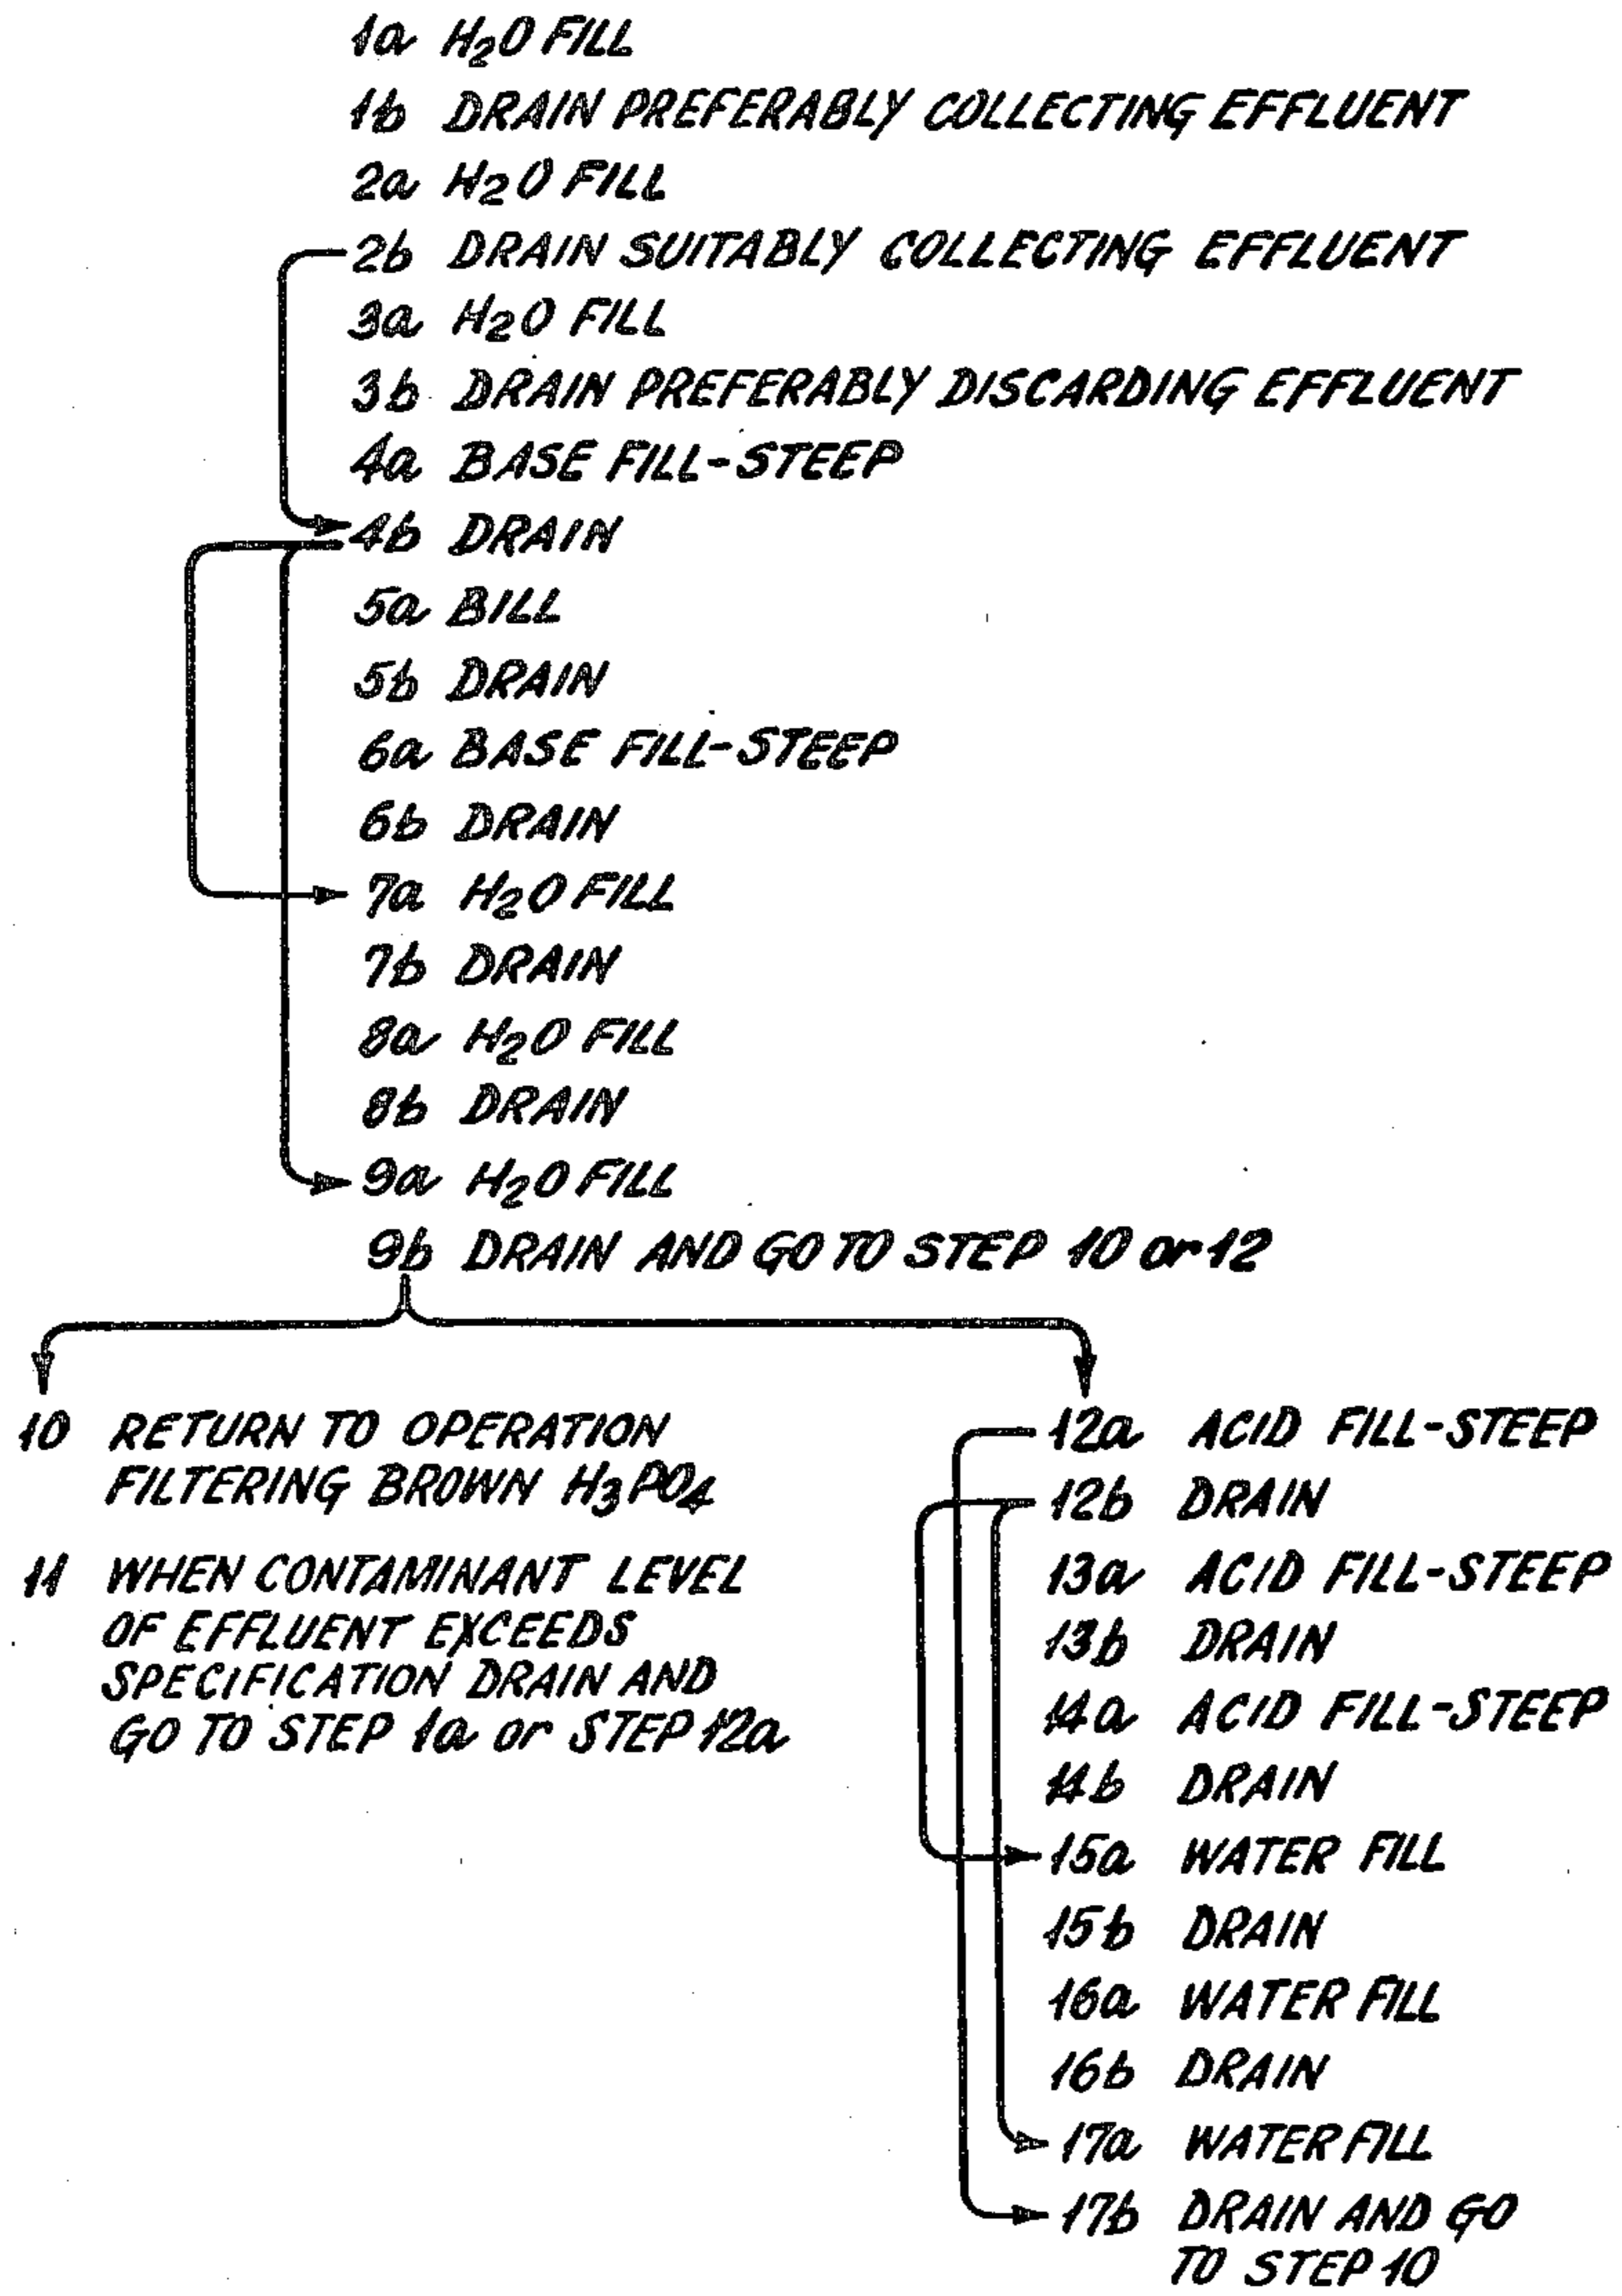 1a H2O FILL
1b DRAIN PREFERABLY COLLECTING EFFLUENT
2a H2O FILL
2b DRAIN SUITABLY COLLECTING EFFLUENT
3a H2O FILL
3b DRAIN PREFERABLY DISCARDING EFFLUENT
4a BASE FILL-STEEP
4b DRAIN
5a BILL
5b DRAIN
6a BASE FILL-STEEP
6b DRAIN
7a H2O FILL
7b DRAIN
8a H2O FILL
8b DRAIN
9a H2O FILL
9b DRAIN AND GO TO STEP 10 or 12
10 RETURN TO OPERATION
FILTERING BROWN H3PO4
11 WHEN CONTAMINANT LEVEL
OF EFFLUENT EXCEEDS
SPECIFICATION DRAIN AND
GO TO STEP 1a or STEP 12a
12a ACID FILL-STEEP
12b DRAIN
13a ACID FILL-STEEP
13b DRAIN
14a ACID FILL-STEEP
14b DRAIN
15a WATER FILL
15b DRAIN
16a WATER FILL
16b DRAIN
17a WATER FILL
17b DRAIN AND GO
TO STEP 10